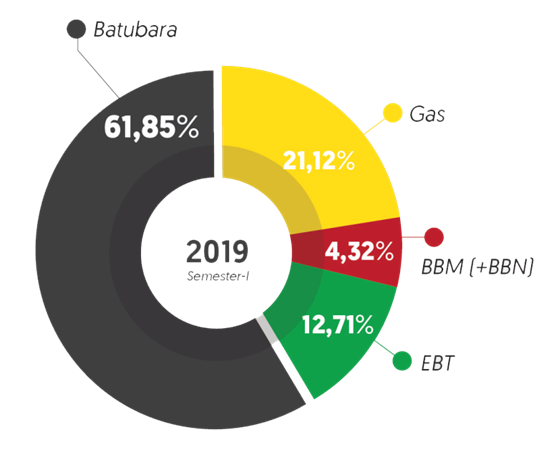 Batubara
61,85%
Gas
21,12%
BBM (+BBN)
4,32%
EBT
12,71%
2019
Semester-I